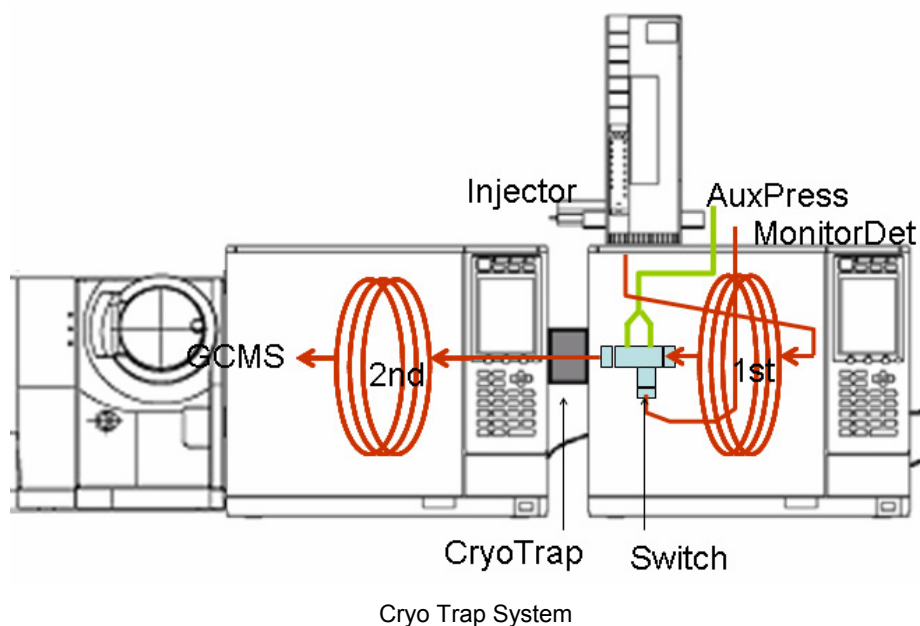 Injector
AuxPress
MonitorDet
GCMS
2nd
1st
CryoTrap
Switch
Cryo Trap System